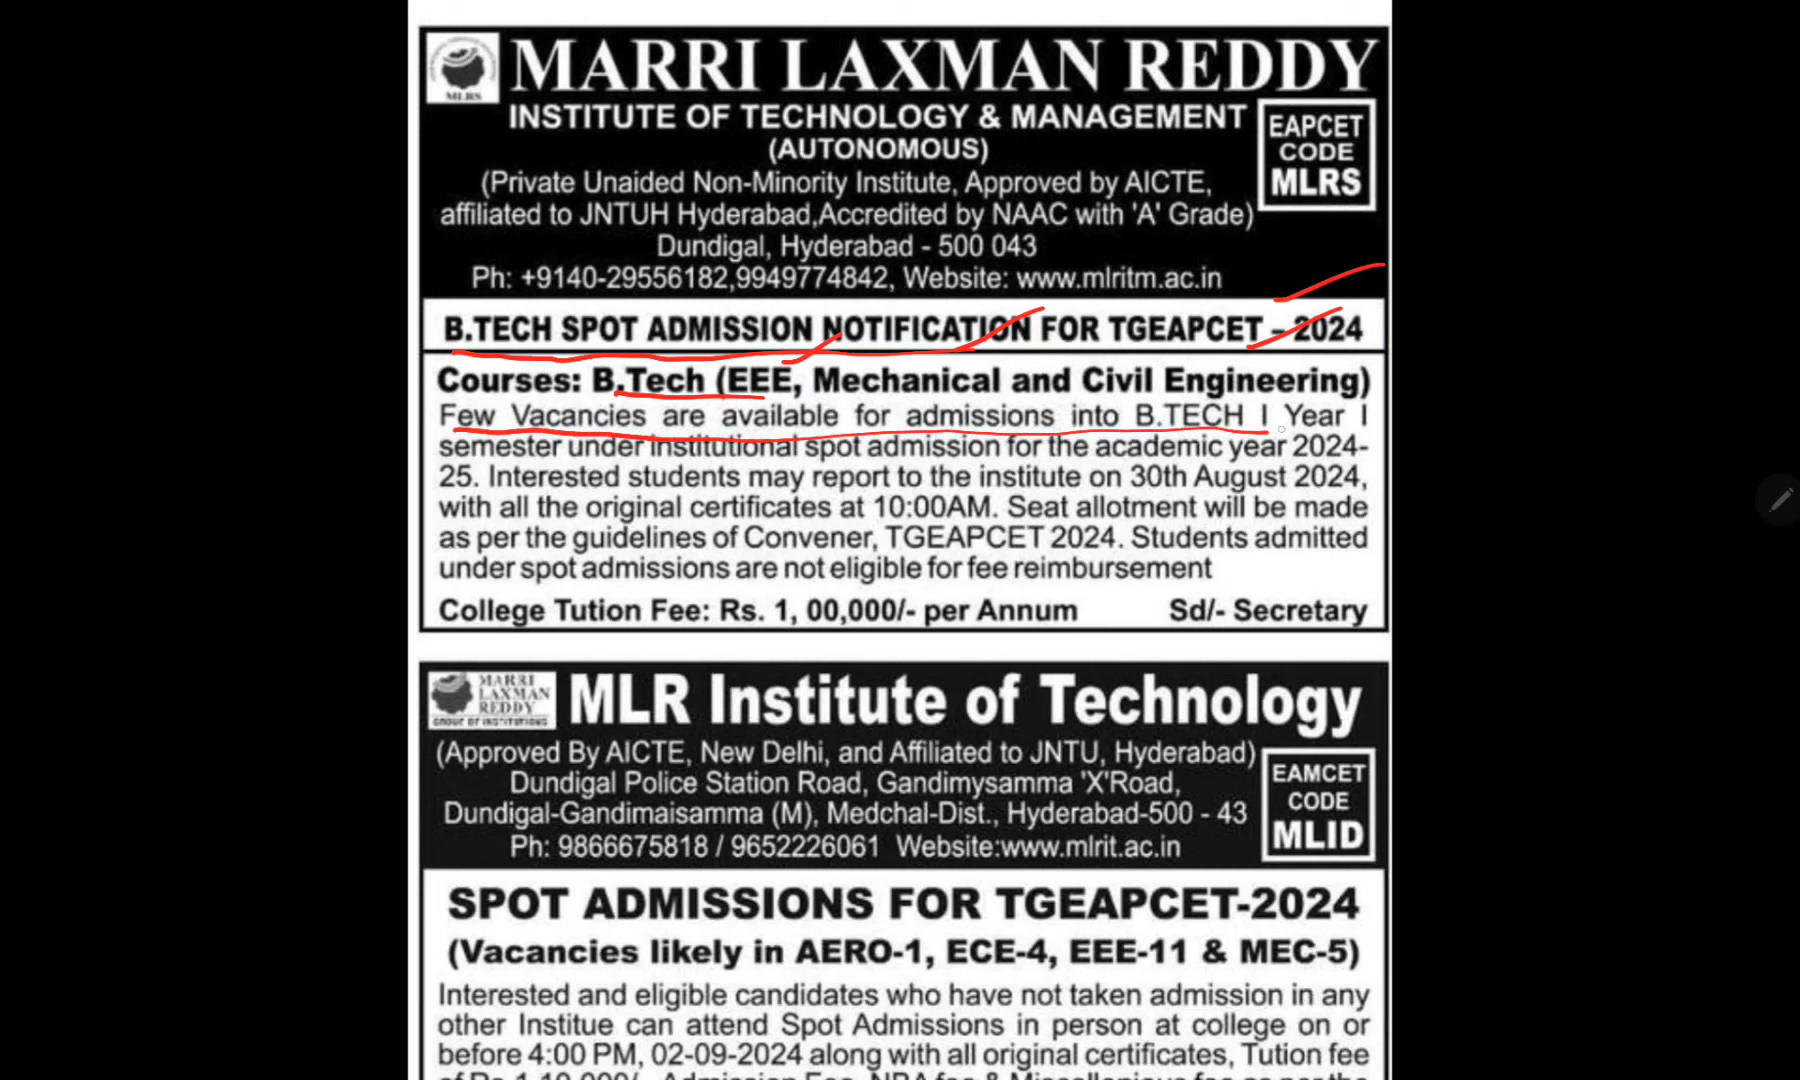 MLRS
MARRI LAXMAN REDDY
INSTITUTE OF TECHNOLOGY & MANAGEMENT
(AUTONOMOUS)
EAPCET
CODE
MLRS
(Private Unaided Non-Minority Institute, Approved by AICTE,
affiliated to JNTUH Hyderabad,Accredited by NAAC with 'A' Grade)
Dundigal, Hyderabad - 500 043
Ph: +9140-29556182,9949774842, Website: www.mlritm.ac.in
B.TECH SPOT ADMISSION NOTIFICATION FOR TGEAPCET - 2024
Courses: B.Tech (EEE, Mechanical and Civil Engineering)
Few Vacancies are available for admissions into B.TECH I Year I
semester under institutional spot admission for the academic year 2024-
25. Interested students may report to the institute on 30th August 2024,
with all the original certificates at 10:00AM. Seat allotment will be made
as per the guidelines of Convener, TGEAPCET 2024. Students admitted
under spot admissions are not eligible for fee reimbursement
College Tution Fee: Rs. 1, 00,000/- per Annum Sd/- Secretary
MARRI
LAXMAN
REDDY
GROUP OF INSTITUTIONS
MLR Institute of Technology
(Approved By AICTE, New Delhi, and Affiliated to JNTU, Hyderabad)
Dundigal Police Station Road, Gandimysamma 'X'Road,
Dundigal-Gandimaisamma (M), Medchal-Dist., Hyderabad-500 - 43
Ph: 9866675818 / 9652226061 Website:www.mlrit.ac.in
EAMCET
CODE
MLID
SPOT ADMISSIONS FOR TGEAPCET-2024
(Vacancies likely in AERO-1, ECE-4, EEE-11 & MEC-5)
Interested and eligible candidates who have not taken admission in any
other Institue can attend Spot Admissions in person at college on or
before 4:00 PM, 02-09-2024 along with all original certificates, Tution fee